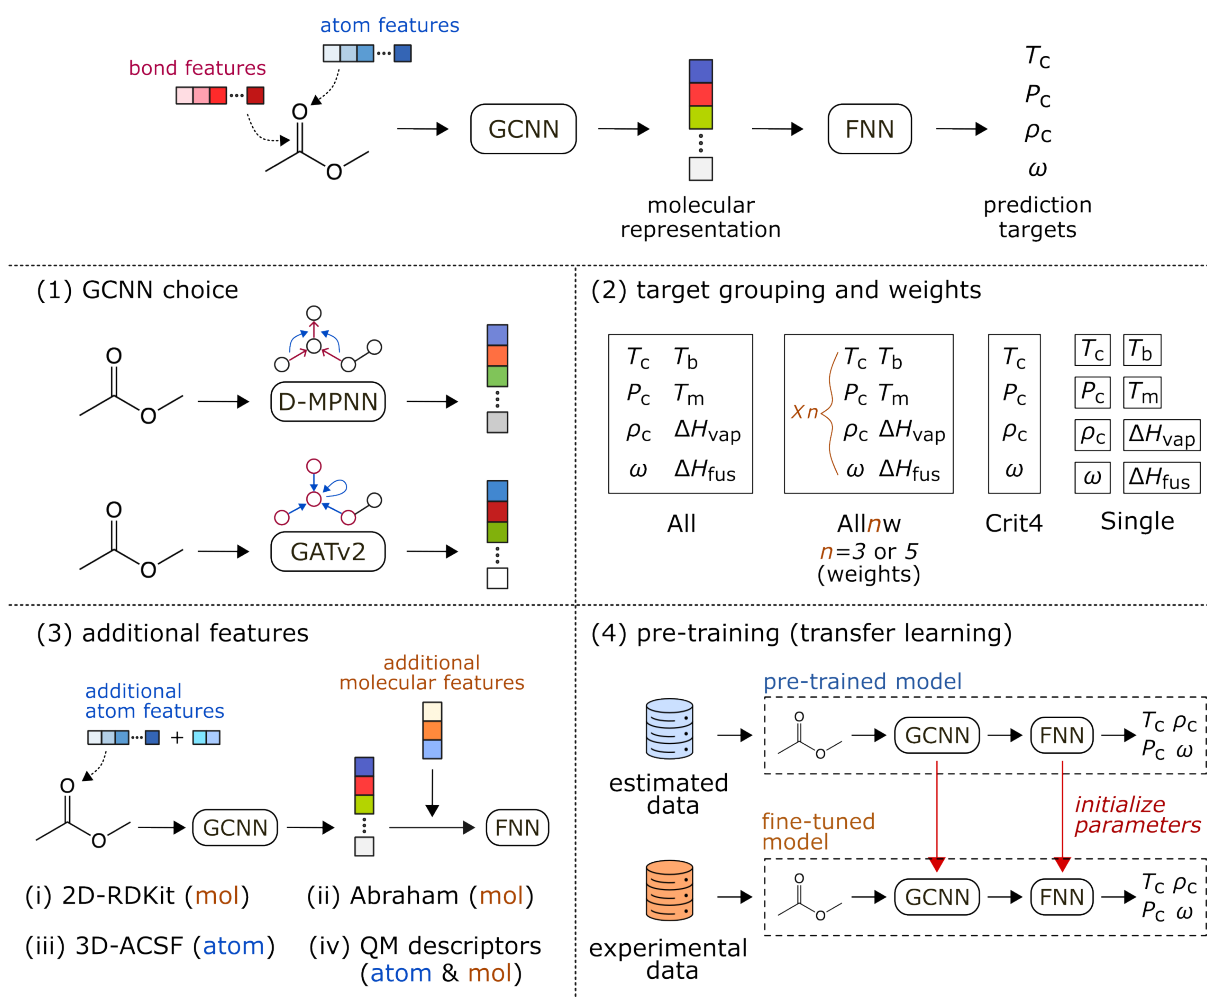 atom features
bond features
O
O
GCNN
FNN
Tc
Pc
ρc
ω
molecular
representation
prediction
targets
(1) GCNN choice
O
O
D-MPNN
O
O
GATv2
(2) target grouping and weights
Tc Tb
Pc Tm
ρc ΔHvap
ω ΔHfus
All
Xn
Tc Tb
Pc Tm
ρc ΔHvap
ω ΔHfus
Allnw
n=3 or 5
(weights)
Tc
Pc
ρc
ω
Crit4
Tc Tb
Pc Tm
ρc ΔHvap
ω ΔHfus
Single
(3) additional features
additional
molecular features
additional
atom features
+
O
O
GCNN
FNN
(i) 2D-RDKit (mol)
(ii) Abraham (mol)
(iii) 3D-ACSF (atom)
(iv) QM descriptors
(atom & mol)
(4) pre-training (transfer learning)
pre-trained model
estimated
data
O
O
GCNN
FNN
Tc ρc
Pc ω
initialize
parameters
fine-tuned
model
experimental
data
O
O
GCNN
FNN
Tc ρc
Pc ω